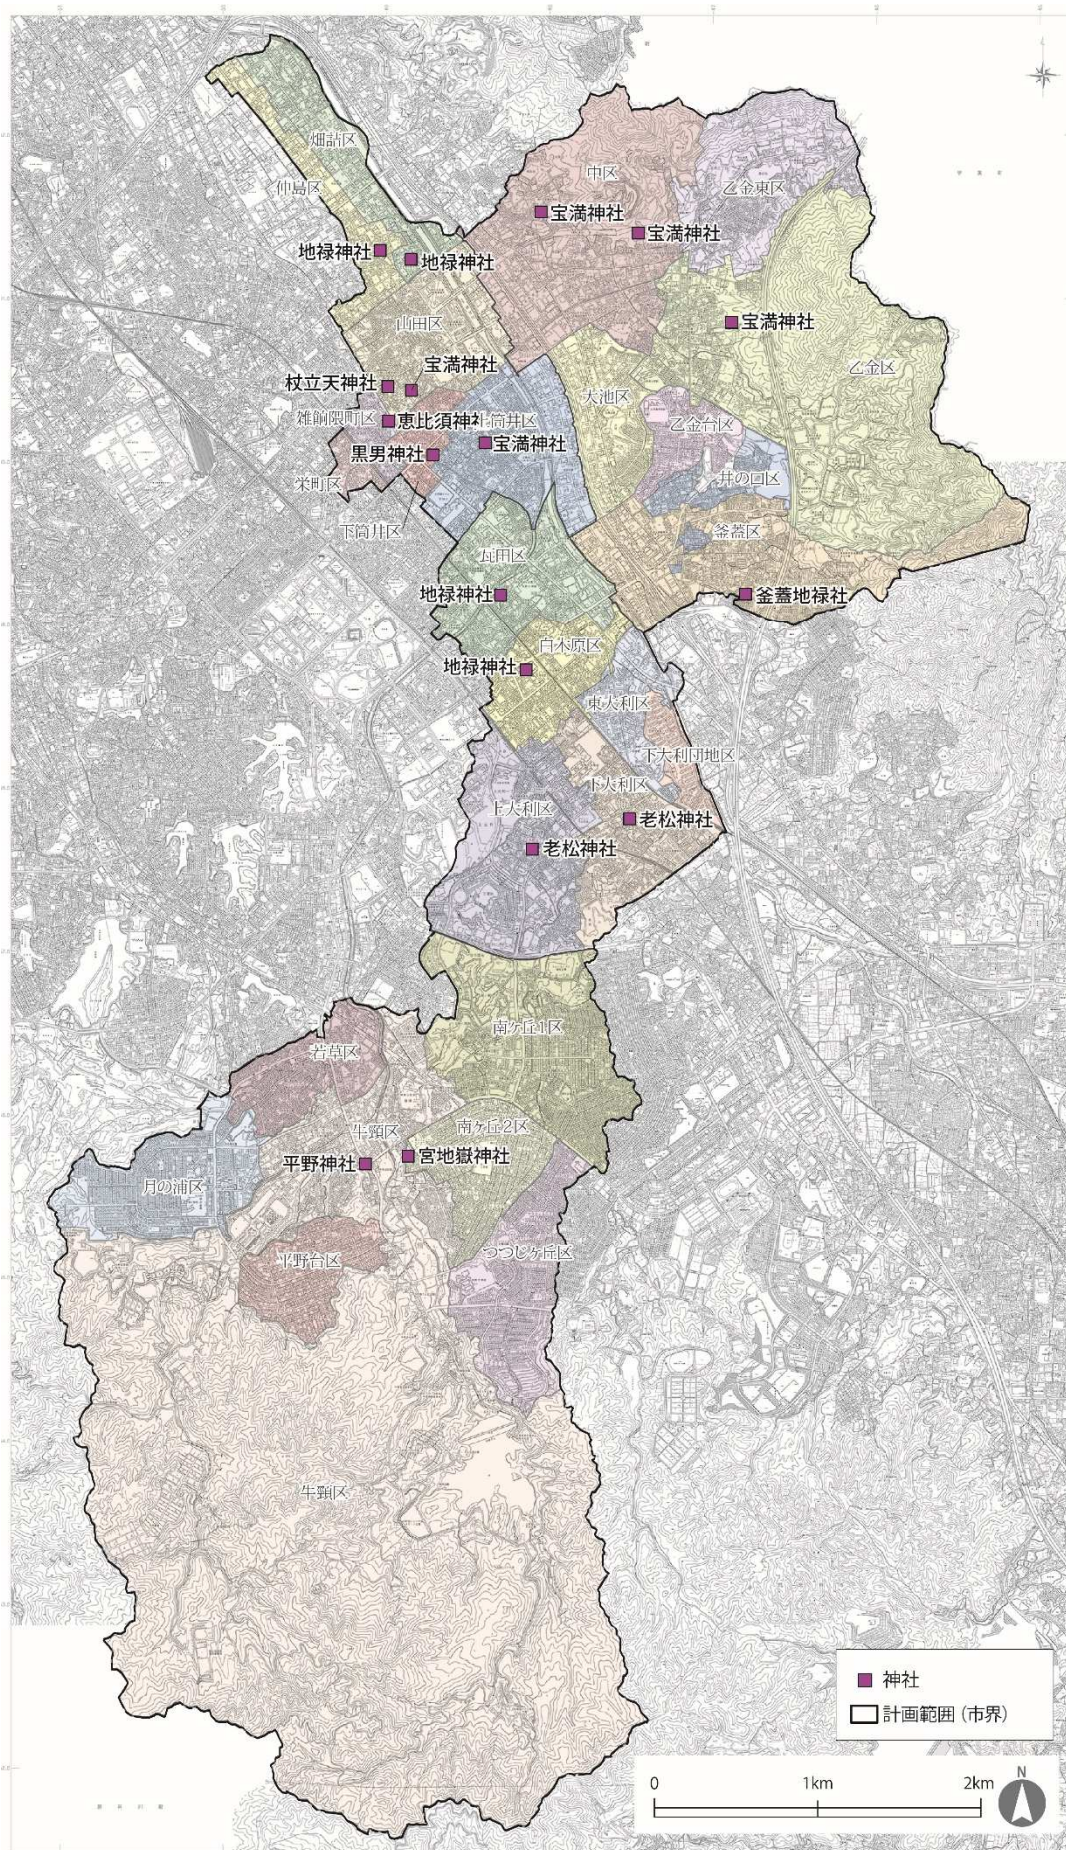 畑詰区
仲島区
中区
乙金東区
宝満神社
宝満神社
地禄神社
地禄神社
山田区
宝満神社
乙金区
宝満神社
杖立天神社
大池区
雑餉隈町区
恵比須神社
上筒井区
乙金台区
黒男神社
宝満神社
栄町区
井の口区
下筒井区
釜蓋区
瓦田区
地禄神社
釜蓋地禄社
白木原区
地禄神社
東大利区
下大利団地区
下大利区
上大利区
老松神社
老松神社
南ヶ丘1区
若草区
南ヶ丘2区
牛頸区
宮地嶽神社
平野神社
月の浦区
つつじヶ丘区
平野台区
牛頸区
神社
計画範囲（市界）
0 1km 2km
N